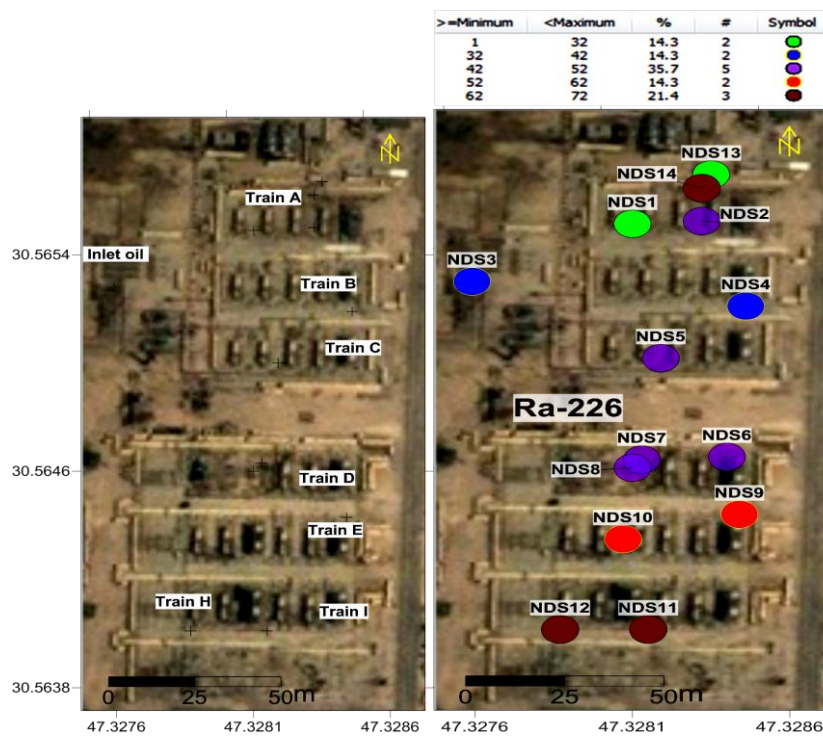 >=Minimum <Maximum % # Symbol
1 32 14.3 2
32 42 14.3 2
42 52 35.7 5
52 62 14.3 2
62 72 21.4 3
N
Train A
Inlet oil
Train B
Train C
Train D
Train E
Train H
Train I
0 25 50m
30.5654
30.5646
30.5638
47.3276 47.3281 47.3286
N
NDS13
NDS14
NDS1
NDS2
NDS3
NDS4
NDS5
Ra-226
NDS7
NDS6
NDS8
NDS9
NDS10
NDS12
NDS11
0 25 50m
47.3276 47.3281 47.3286